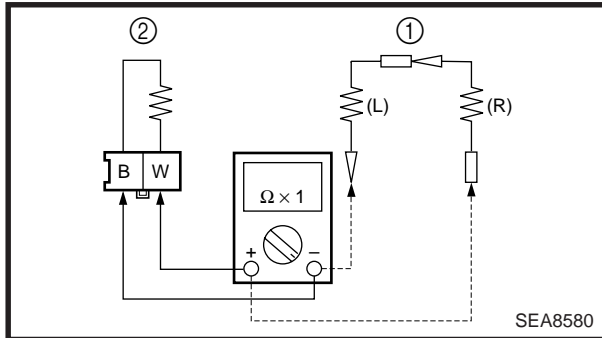 ② ①
(L) (R)
B W
Ω × 1
+ −
SEA8580